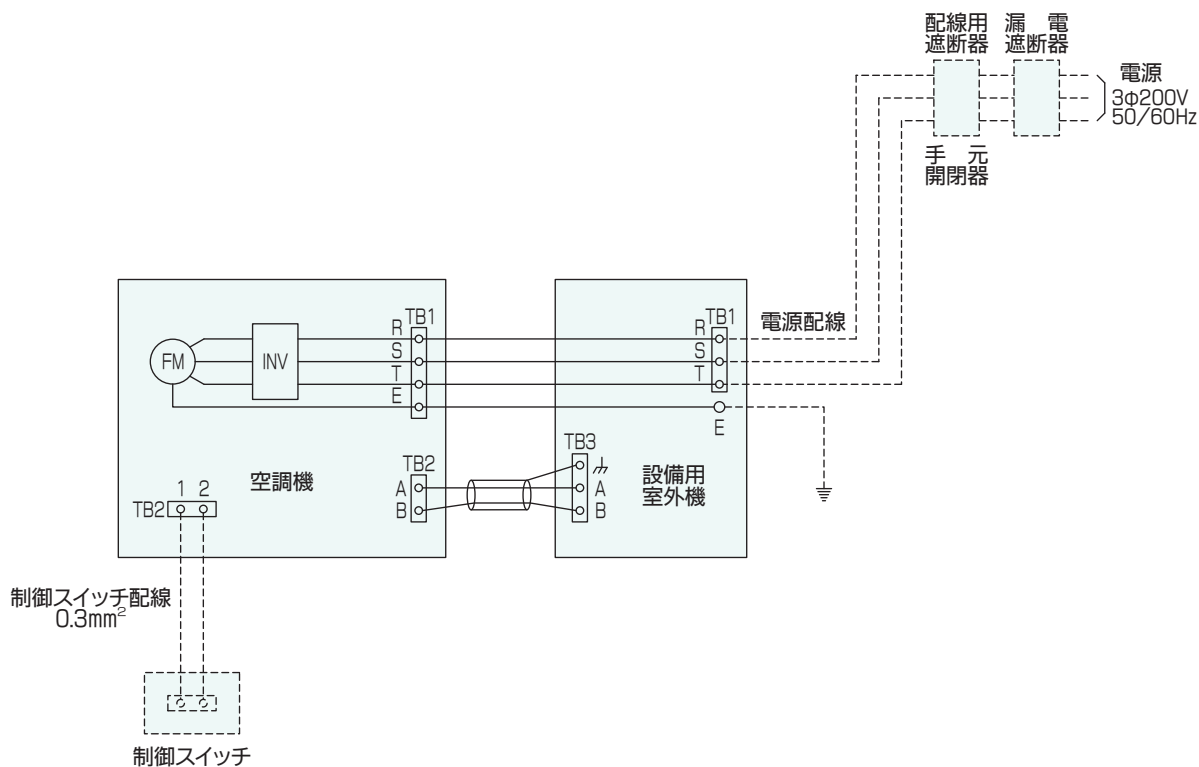 配線用
遮断器
漏 電
遮断器
電源
3φ200V
50/60Hz
手 元
開閉器
TB1
R
S
T
E
FM
INV
TB1
R
S
T
E
電源配線
TB2
A
B
TB3
A
B
空調機
設備用
室外機
1 2
TB2
制御スイッチ配線
0.3mm²
制御スイッチ